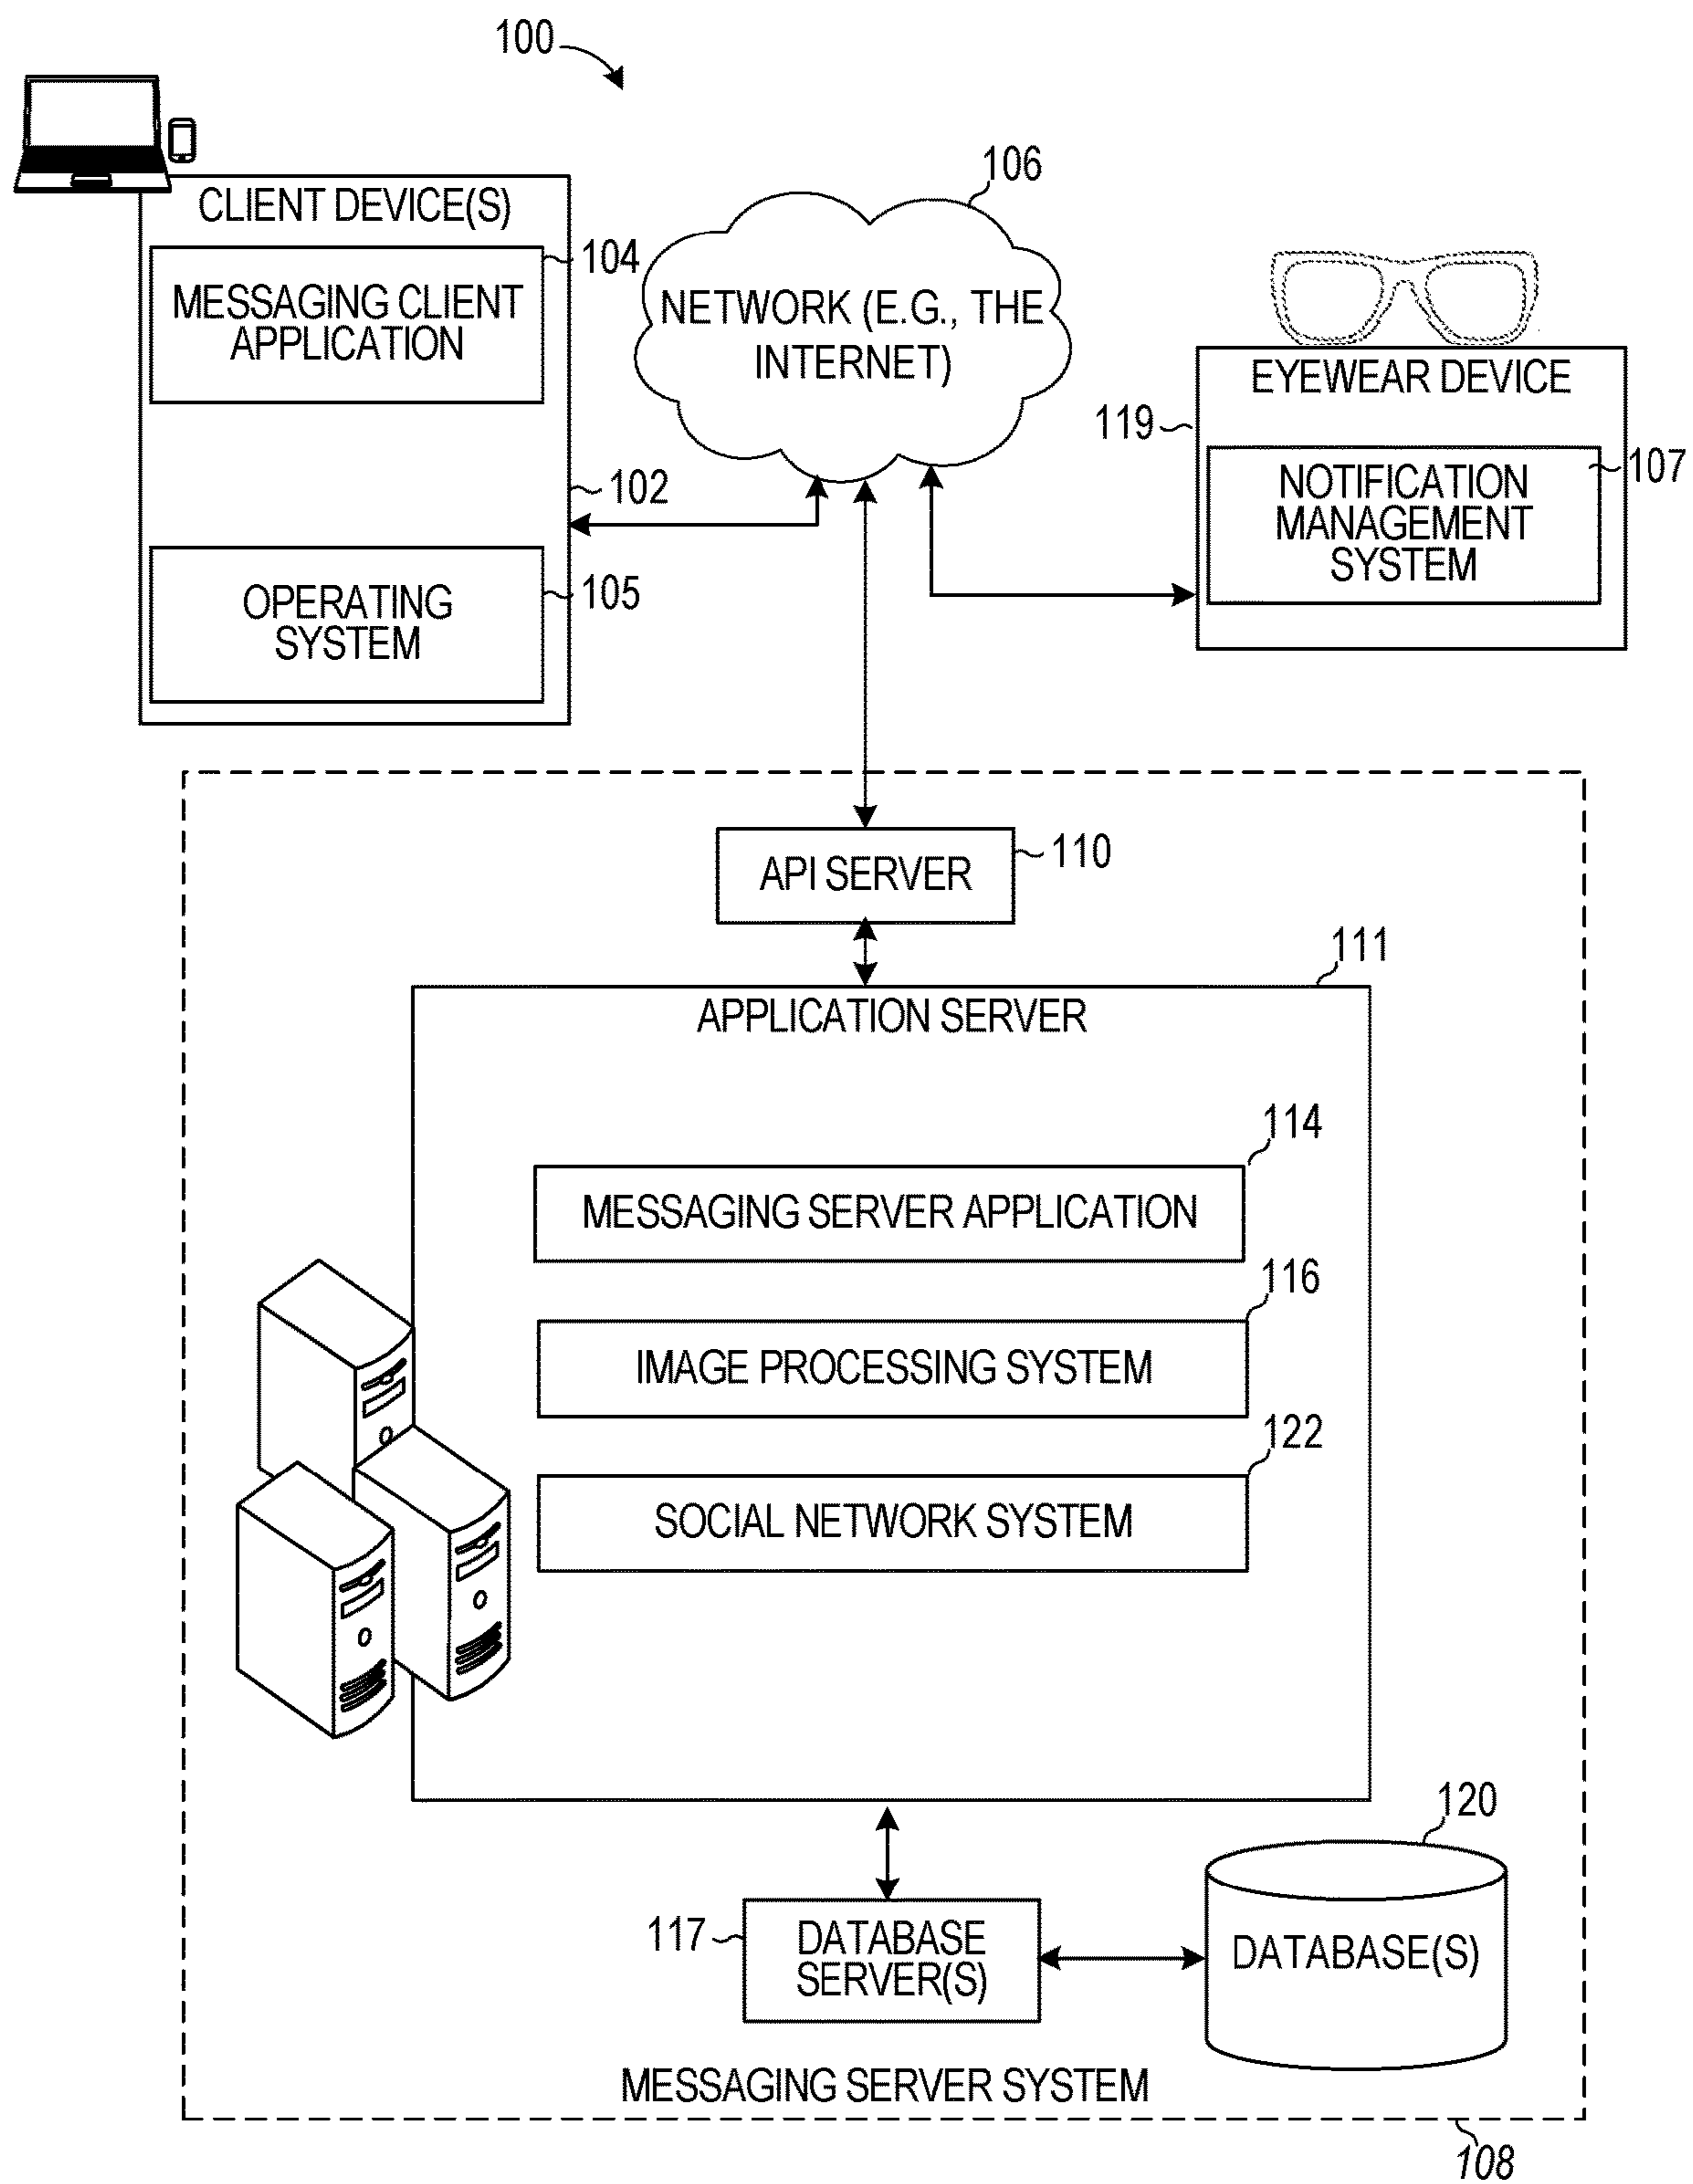 100
106
CLIENT DEVICE(S)
104
MESSAGING CLIENT
APPLICATION
NETWORK (E.G., THE
INTERNET)
EYEWEAR DEVICE
119
102
107
NOTIFICATION
MANAGEMENT
SYSTEM
105
OPERATING
SYSTEM
API SERVER
110
111
APPLICATION SERVER
114
MESSAGING SERVER APPLICATION
116
IMAGE PROCESSING SYSTEM
122
SOCIAL NETWORK SYSTEM
120
117
DATABASE
SERVER(S)
DATABASE(S)
MESSAGING SERVER SYSTEM
108